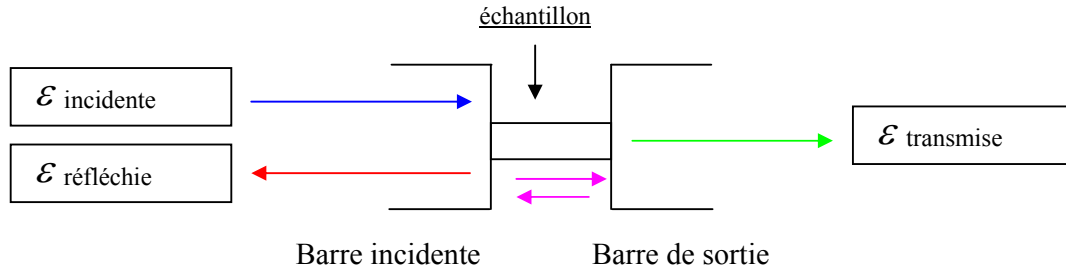 échantillon
ε incidente
ε réfléchie
ε transmise
Barre incidente
Barre de sortie